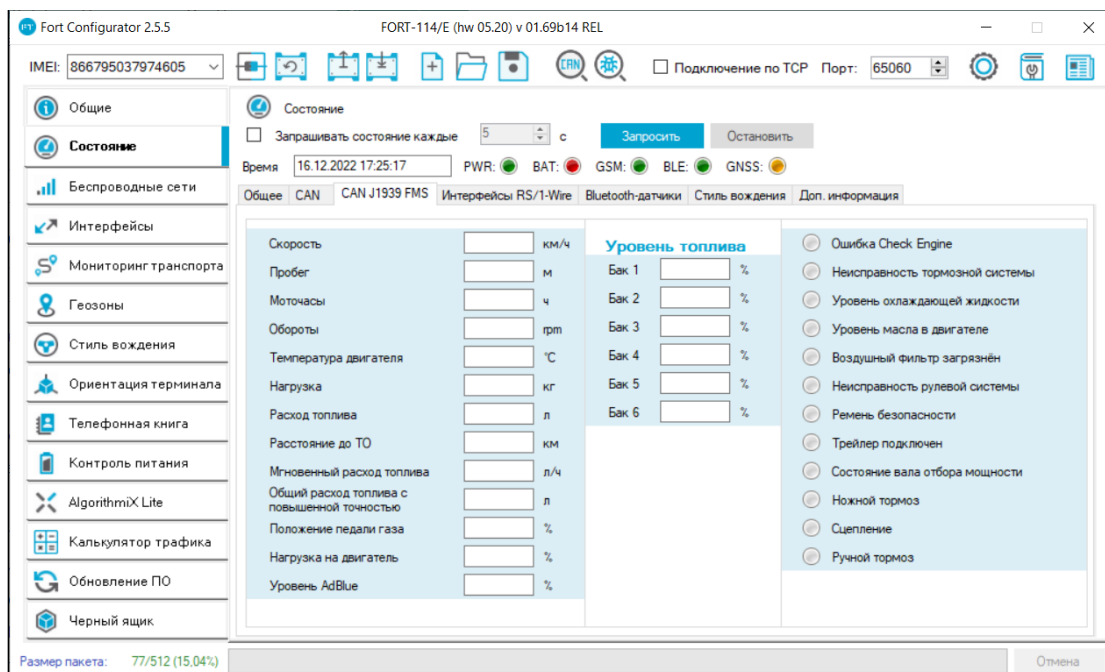 Fort Configurator 2.5.5
FORT-114/E (hw 05.20) v 01.69b14 REL
IMEI: 866795037974605
CAN
Подключение по TCP Порт: 65060
Общие
Состояние
Беспроводные сети
Интерфейсы
Мониторинг транспорта
Геозоны
Стиль вождения
Ориентация терминала
Телефонная книга
Контроль питания
AlgorithmiX Lite
Калькулятор трафика
Обновление ПО
Черный ящик
Состояние
Запрашивать состояние каждые 5 с Запросить Остановить
Время 16.12.2022 17:25:17 PWR: BAT: GSM: BLE: GNSS:
Общее CAN CAN J1939 FMS Интерфейсы RS/1-Wire Bluetooth-датчики Стиль вождения Доп. информация
Скорость км/ч
Пробег м
Моточасы ч
Обороты rpm
Температура двигателя °C
Нагрузка кг
Расход топлива л
Расстояние до ТО км
Мгновенный расход топлива л/ч
Общий расход топлива с
повышенной точностью л
Положение педали газа %
Нагрузка на двигатель %
Уровень AdBlue %
Уровень топлива
Бак 1 %
Бак 2 %
Бак 3 %
Бак 4 %
Бак 5 %
Бак 6 %
Ошибка Check Engine
Неисправность тормозной системы
Уровень охлаждающей жидкости
Уровень масла в двигателе
Воздушный фильтр загрязнён
Неисправность рулевой системы
Ремень безопасности
Трейлер подключен
Состояние вала отбора мощности
Ножной тормоз
Сцепление
Ручной тормоз
Размер пакета: 77/512 (15,04%)
Отмена